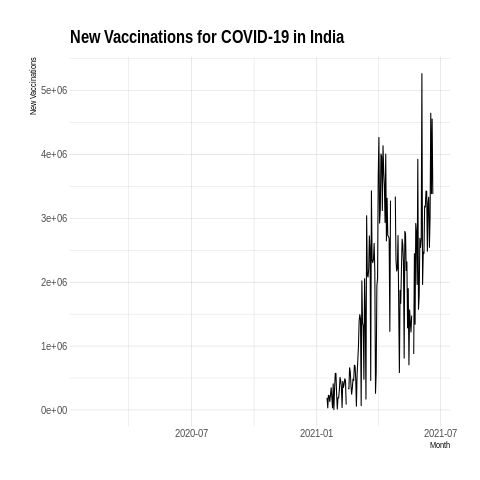 New Vaccinations for COVID-19 in India
New Vaccinations
5e+06
4e+06
3e+06
2e+06
1e+06
0e+00
2020-07
2021-01
2021-07
Month